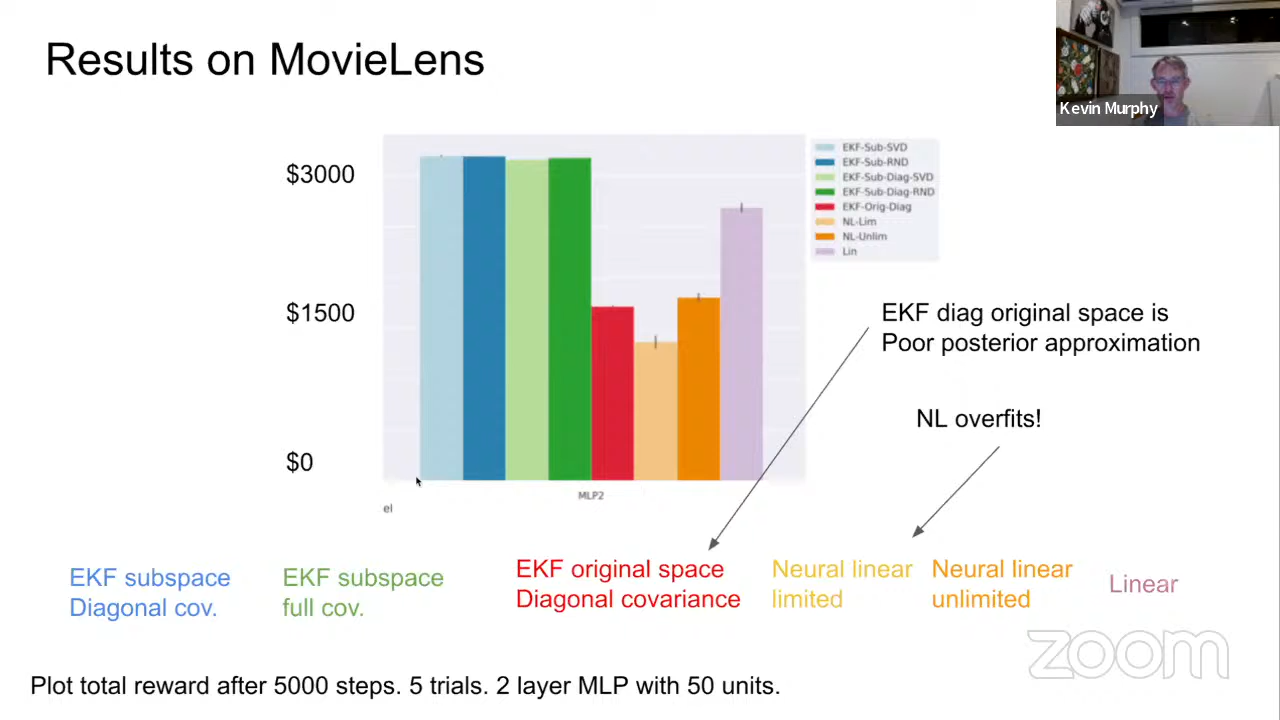 Results on MovieLens
Kevin Murphy
$3000
$1500
$0
EKF-Sub-SVD
EKF-Sub-RND
EKF-Sub-Diag-SVD
EKF-Sub-Diag-RND
EKF-Orig-Diag
NL-Lim
NL-Unlim
Lin
EKF diag original space is
Poor posterior approximation
NL overfits!
MLP2
el
EKF subspace
Diagonal cov.
EKF subspace
full cov.
EKF original space
Diagonal covariance
Neural linear
limited
Neural linear
unlimited
Linear
zoom
Plot total reward after 5000 steps. 5 trials. 2 layer MLP with 50 units.